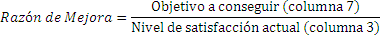 Razón de Mejora = Objetivo a conseguir (columna 7)
Nivel de satisfacción actual (columna 3)